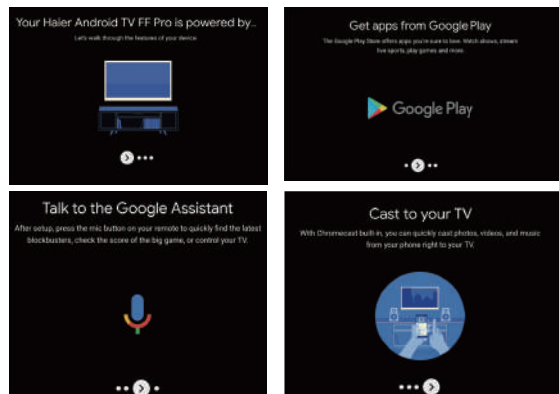 Your Haier Android TV FF Pro is powered by...
Let's walk through the features of your device.
Get apps from Google Play
The Google Play Store offers apps you're sure to love. Watch shows, stream
live sports, play games and more.
Google Play
Talk to the Google Assistant
After setup, press the mic button on your remote to quickly find the latest
blockbusters, check the score of the big game, or control your TV.
Cast to your TV
With Chromecast built-in, you can quickly cast photos, videos, and music
from your phone right to your TV.